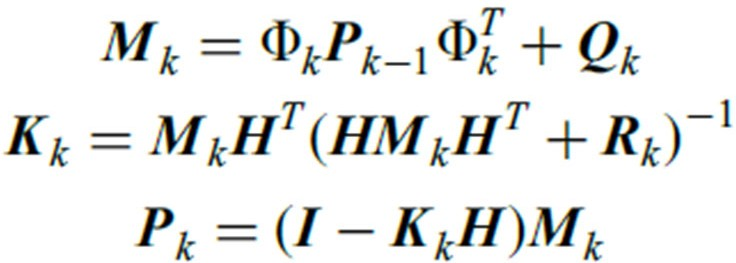 M_k = Φ_k P_{k−1} Φ_k^T + Q_k
K_k = M_k H^T (H M_k H^T + R_k)^{−1}
P_k = (I − K_k H) M_k